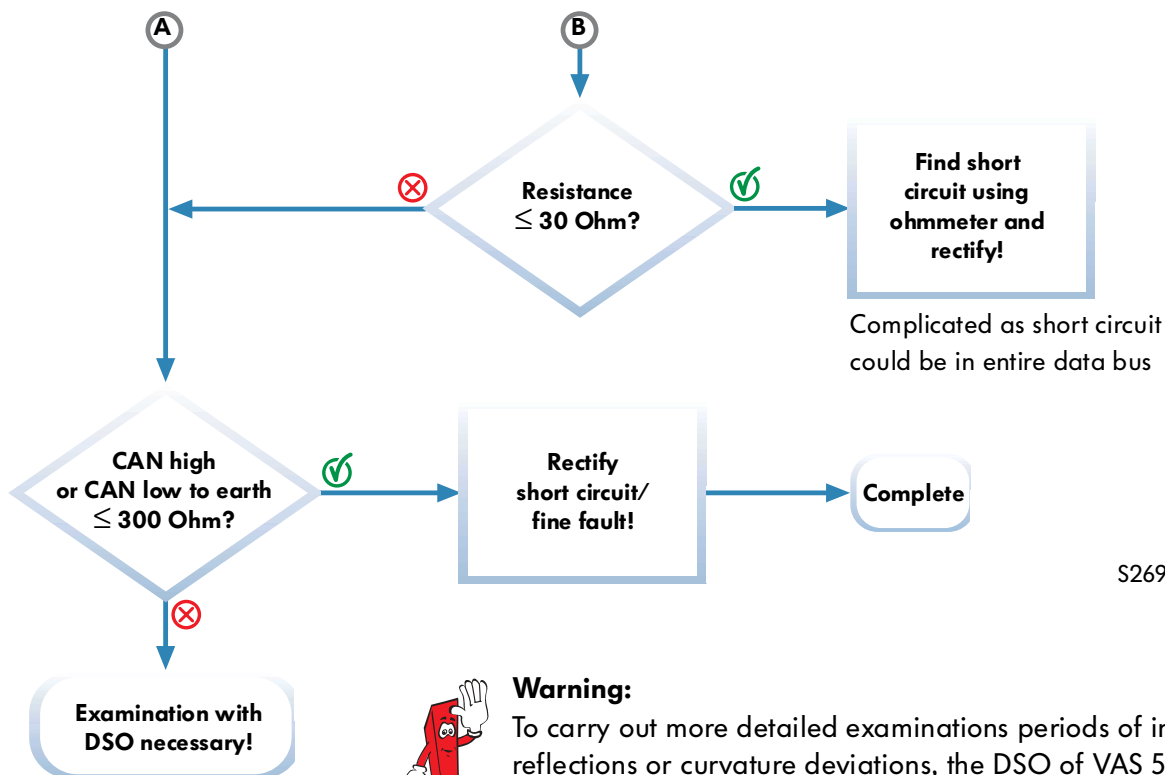 A
B
Resistance
≤ 30 Ohm?
Find short
circuit using
ohmmeter and
rectify!
Complicated as short circuit
could be in entire data bus
CAN high
or CAN low to earth
≤ 300 Ohm?
Rectify
short circuit/
fine fault!
Complete
S269
Examination with
DSO necessary!
Warning:
To carry out more detailed examinations periods of
reflections or curvature deviations, the DSO of VAS 5